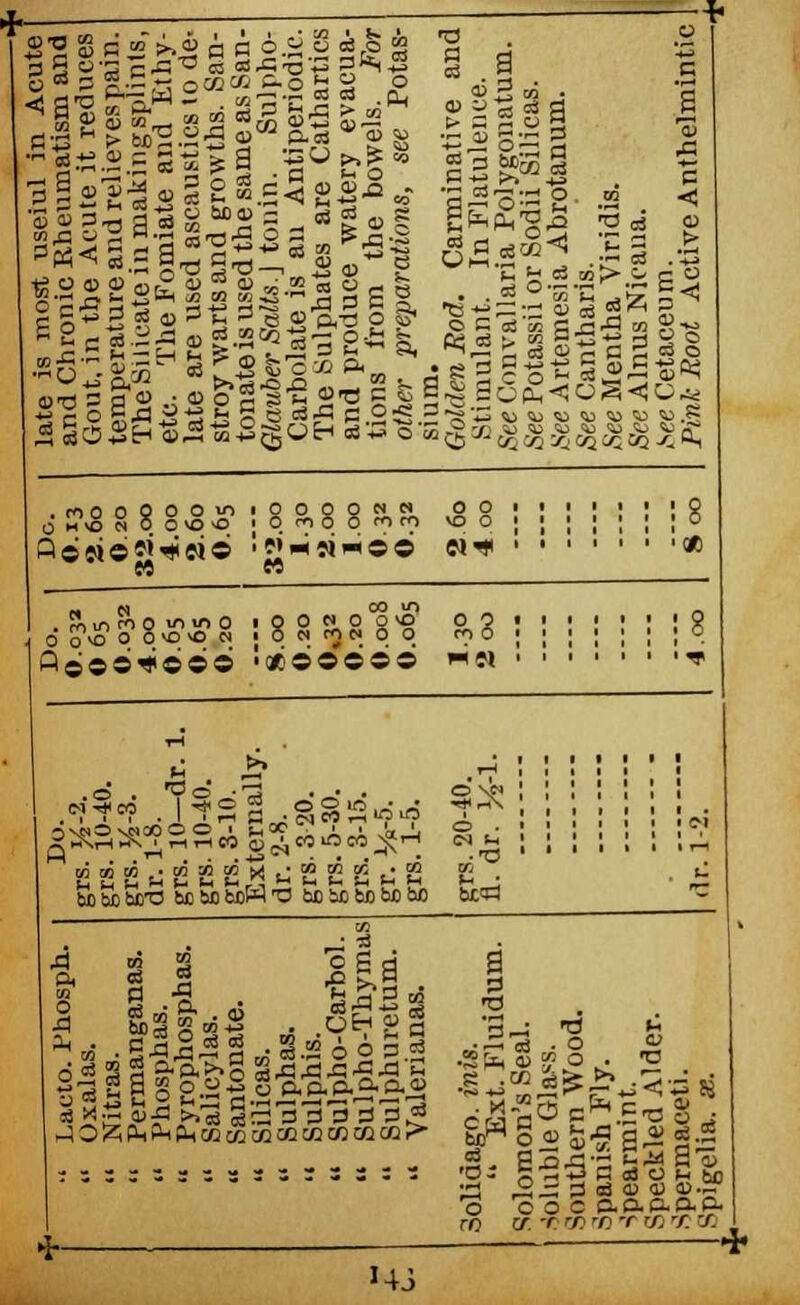 ,, Lacto. Phosph.
,, Oxalas.
,, Nitras.
,, Permanganas.
,, Phosphas.
,, Pyrophosphas.
,, Salicylas.
,, Santonate.
,, Silicas.
,, Sulphas.
,, Sulphis.
,, Sulpho-Carbol.
,, Sulpho-Thymas
,, Sulphuretum.
,, Valerianas.
Solidago. inis.
,, Ext. Fluidum.
Solomon's Seal.
Soluble Glass.
Southern Wood.
Spanish Fly.
Spearmint.
Speckled Alder.
Spermaceti.
Spigelia. æ.
Do.
grs. ½-2.
grs. 10-40.
grs. ½-3.
dr. 1-8.
grs. 10—dr. 1.
grs. 10-40.
grs. 3-10.
Externally.
dr. 2-8.
grs. 3-20.
grs. 5-30.
grs. 3-15.
gr. ½-5.
grs. 1-5.
grs. 20-40.
fl. dr. ½-1.
dr. 1-2.
Do.
0.032
0.65
0.032
4.00
0.65
0.65
0.20
8.00
0.20
0.32
0.20
0.008
0.065
1.30
2.00
4.00
Do.
0.13
2.60
0.20
32.00
4.00
2.60
0.65
32.00
1.30
2.00
1.00
0.32
0.32
2.60
4.00
8.00
late is most useful in Acute
and Chronic Rheumatism and
Gout, in the Acute it reduces
temperature and relieves pain.
The Silicate in making splints,
etc. The Fomiate and Ethy-
late are used as caustics to de-
stroy warts and growths. San-
tonate is used the same as San-
tonin. Sulpho-
Glauber Salts.]
Carbolate is an Antiperiodic.
The Sulphates are Cathartics
and produce watery evacua-
tions from the bowels. For
other preparations, see Potas-
sium.
Golden Rod. Carminative and
Stimulant. In Flatulence.
See Convallaria Polygonatum.
See Potassii or Sodii Silicas.
See Artemesia Abrotanum.
See Cantharis.
See Mentha Viridis.
See Alnus Nicana.
See Cetaceum.
Pink Root Active Anthelmintic
143